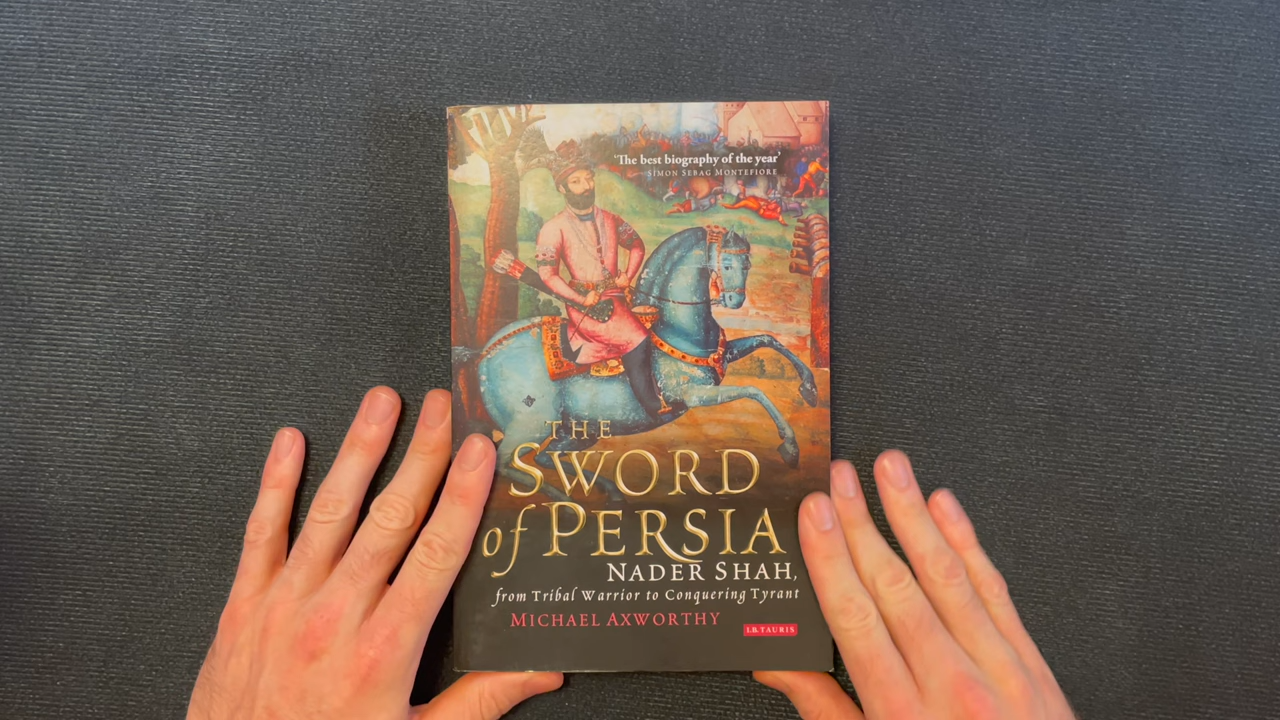 'The best biography of the year'
SIMON SEBAG MONTEFIORE
THE
SWORD
of PERSIA
NADER SHAH,
from Tribal Warrior to Conquering Tyrant
MICHAEL AXWORTHY
I.B.TAURIS